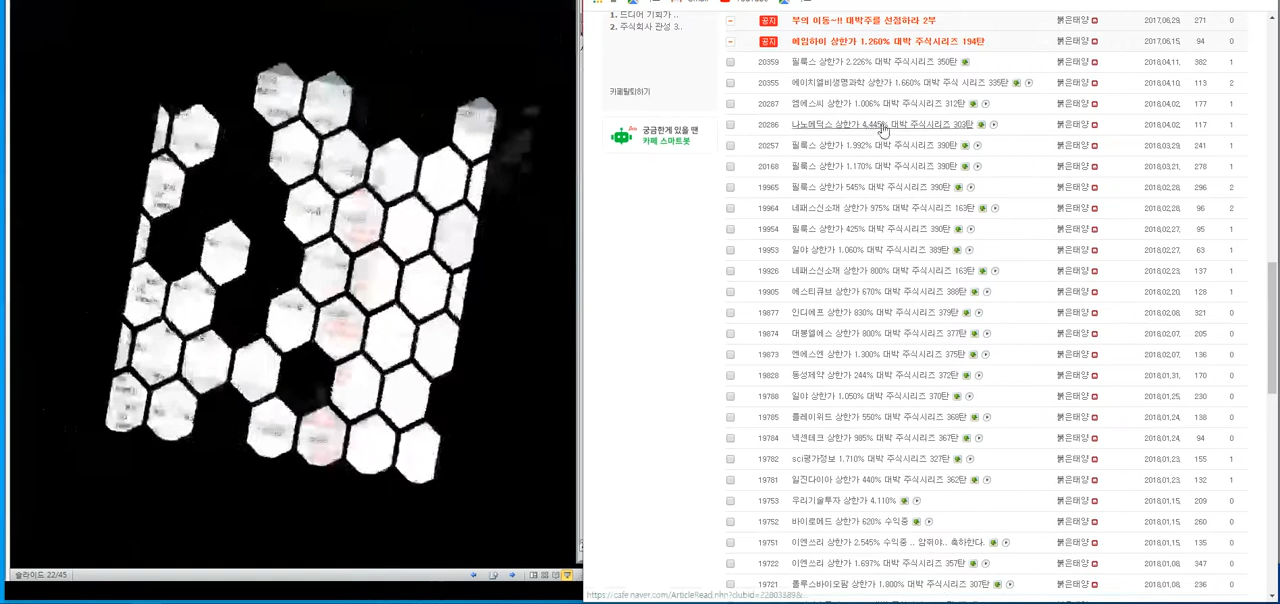 1. 드디어 기회가 ..
2. 주식회사 관성 3..
카페탈퇴하기
궁금한게 있을 땐
카페 스마트봇
공지 부의 이동~!! 대박주를 선점하라 2부 붉은태양 2017.06.29. 271 0
공지 에임하이 상한가 1.260% 대박 주식시리즈 194탄 붉은태양 2017.06.15. 94 0
20359 필룩스 상한가 2.226% 대박 주식시리즈 350탄 붉은태양 2018.04.11. 382 1
20355 에이치엘비생명과학 상한가 1.660% 대박 주식 시리즈 335탄 붉은태양 2018.04.10. 113 2
20287 엠에스씨 상한가 1.006% 대박 주식시리즈 312탄 붉은태양 2018.04.02. 177 1
20286 나노메딕스 상한가 4.445% 대박 주식시리즈 303탄 붉은태양 2018.04.02. 117 1
20257 필룩스 상한가 1.992% 대박 주식시리즈 390탄 붉은태양 2018.03.29. 241 1
20168 필룩스 상한가 1.170% 대박 주식시리즈 390탄 붉은태양 2018.03.21. 278 1
19965 필룩스 상한가 545% 대박 주식시리즈 390탄 붉은태양 2018.02.28. 296 2
19964 네패스신소재 상한가 975% 대박 주식시리즈 163탄 붉은태양 2018.02.28. 96 2
19954 필룩스 상한가 425% 대박 주식시리즈 390탄 붉은태양 2018.02.27. 95 1
19953 일야 상한가 1.060% 대박 주식시리즈 389탄 붉은태양 2018.02.27. 63 1
19926 네패스신소재 상한가 800% 대박 주식시리즈 163탄 붉은태양 2018.02.23. 137 1
19905 에스티큐브 상한가 670% 대박 주식시리즈 388탄 붉은태양 2018.02.20. 128 1
19877 인디에프 상한가 830% 대박 주식시리즈 379탄 붉은태양 2018.02.08. 321 0
19874 대봉엘에스 상한가 800% 대박 주식시리즈 377탄 붉은태양 2018.02.07. 205 0
19873 엔에스엔 상한가 1.300% 대박 주식시리즈 375탄 붉은태양 2018.02.07. 136 0
19828 동성제약 상한가 244% 대박 주식시리즈 372탄 붉은태양 2018.01.31. 170 0
19788 일야 상한가 1.050% 대박 주식시리즈 370탄 붉은태양 2018.01.25. 230 0
19785 플레이위드 상한가 550% 대박 주식시리즈 368탄 붉은태양 2018.01.24. 138 0
19784 넥센테크 상한가 985% 대박 주식시리즈 367탄 붉은태양 2018.01.24. 94 0
19782 sci평가정보 1.710% 대박 주식시리즈 327탄 붉은태양 2018.01.23. 155 1
19781 일진다이아 상한가 440% 대박 주식시리즈 362탄 붉은태양 2018.01.23. 132 1
19753 우리기술투자 상한가 4.110% 붉은태양 2018.01.15. 209 0
19752 바이로메드 상한가 620% 수익중 붉은태양 2018.01.15. 260 0
19751 이엔쓰리 상한가 2.545% 수익중 .. 암쥐야.. 축하한다. 붉은태양 2018.01.15. 135 0
19722 이엔쓰리 상한가 1.697% 대박 주식시리즈 357탄 붉은태양 2018.01.08. 347 0
19721 폴루스바이오팜 상한가 1.800% 대박 주식시리즈 307탄 붉은태양 2018.01.08. 236 0
슬라이드 22/45